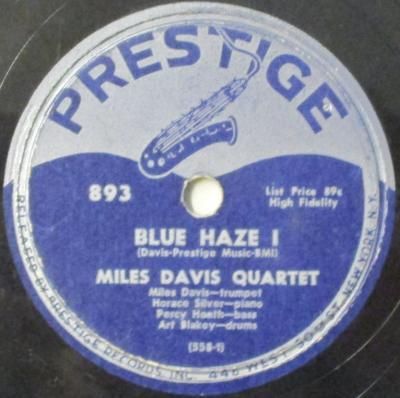 PRESTIGE
893
List Price 89¢
High Fidelity
BLUE HAZE I
(Davis-Prestige Music-BMI)
MILES DAVIS QUARTET
Miles Davis—trumpet
Horace Silver—piano
Percy Heath—bass
Art Blakey—drums
(558-1)
RELEASED BY PRESTIGE RECORDS, INC. 446 WEST 50th ST. NEW YORK, N.Y.